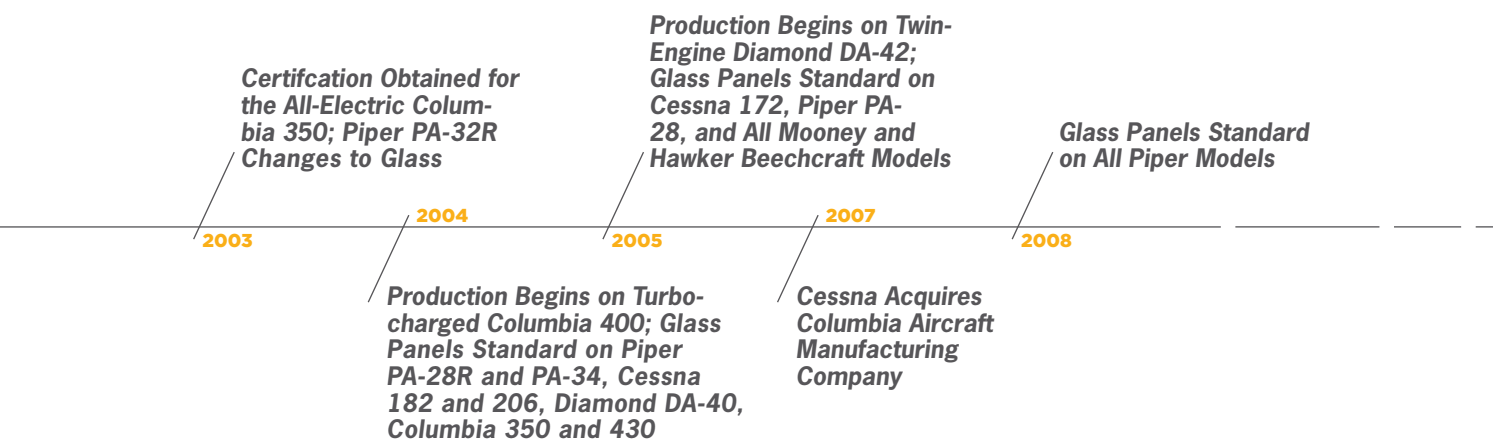 Certifcation Obtained for
the All-Electric Colum-
bia 350; Piper PA-32R
Changes to Glass
2003
2004
Production Begins on Turbo-
charged Columbia 400; Glass
Panels Standard on Piper
PA-28R and PA-34, Cessna
182 and 206, Diamond DA-40,
Columbia 350 and 430
Production Begins on Twin-
Engine Diamond DA-42;
Glass Panels Standard on
Cessna 172, Piper PA-
28, and All Mooney and
Hawker Beechcraft Models
2005
2007
Cessna Acquires
Columbia Aircraft
Manufacturing
Company
Glass Panels Standard
on All Piper Models
2008